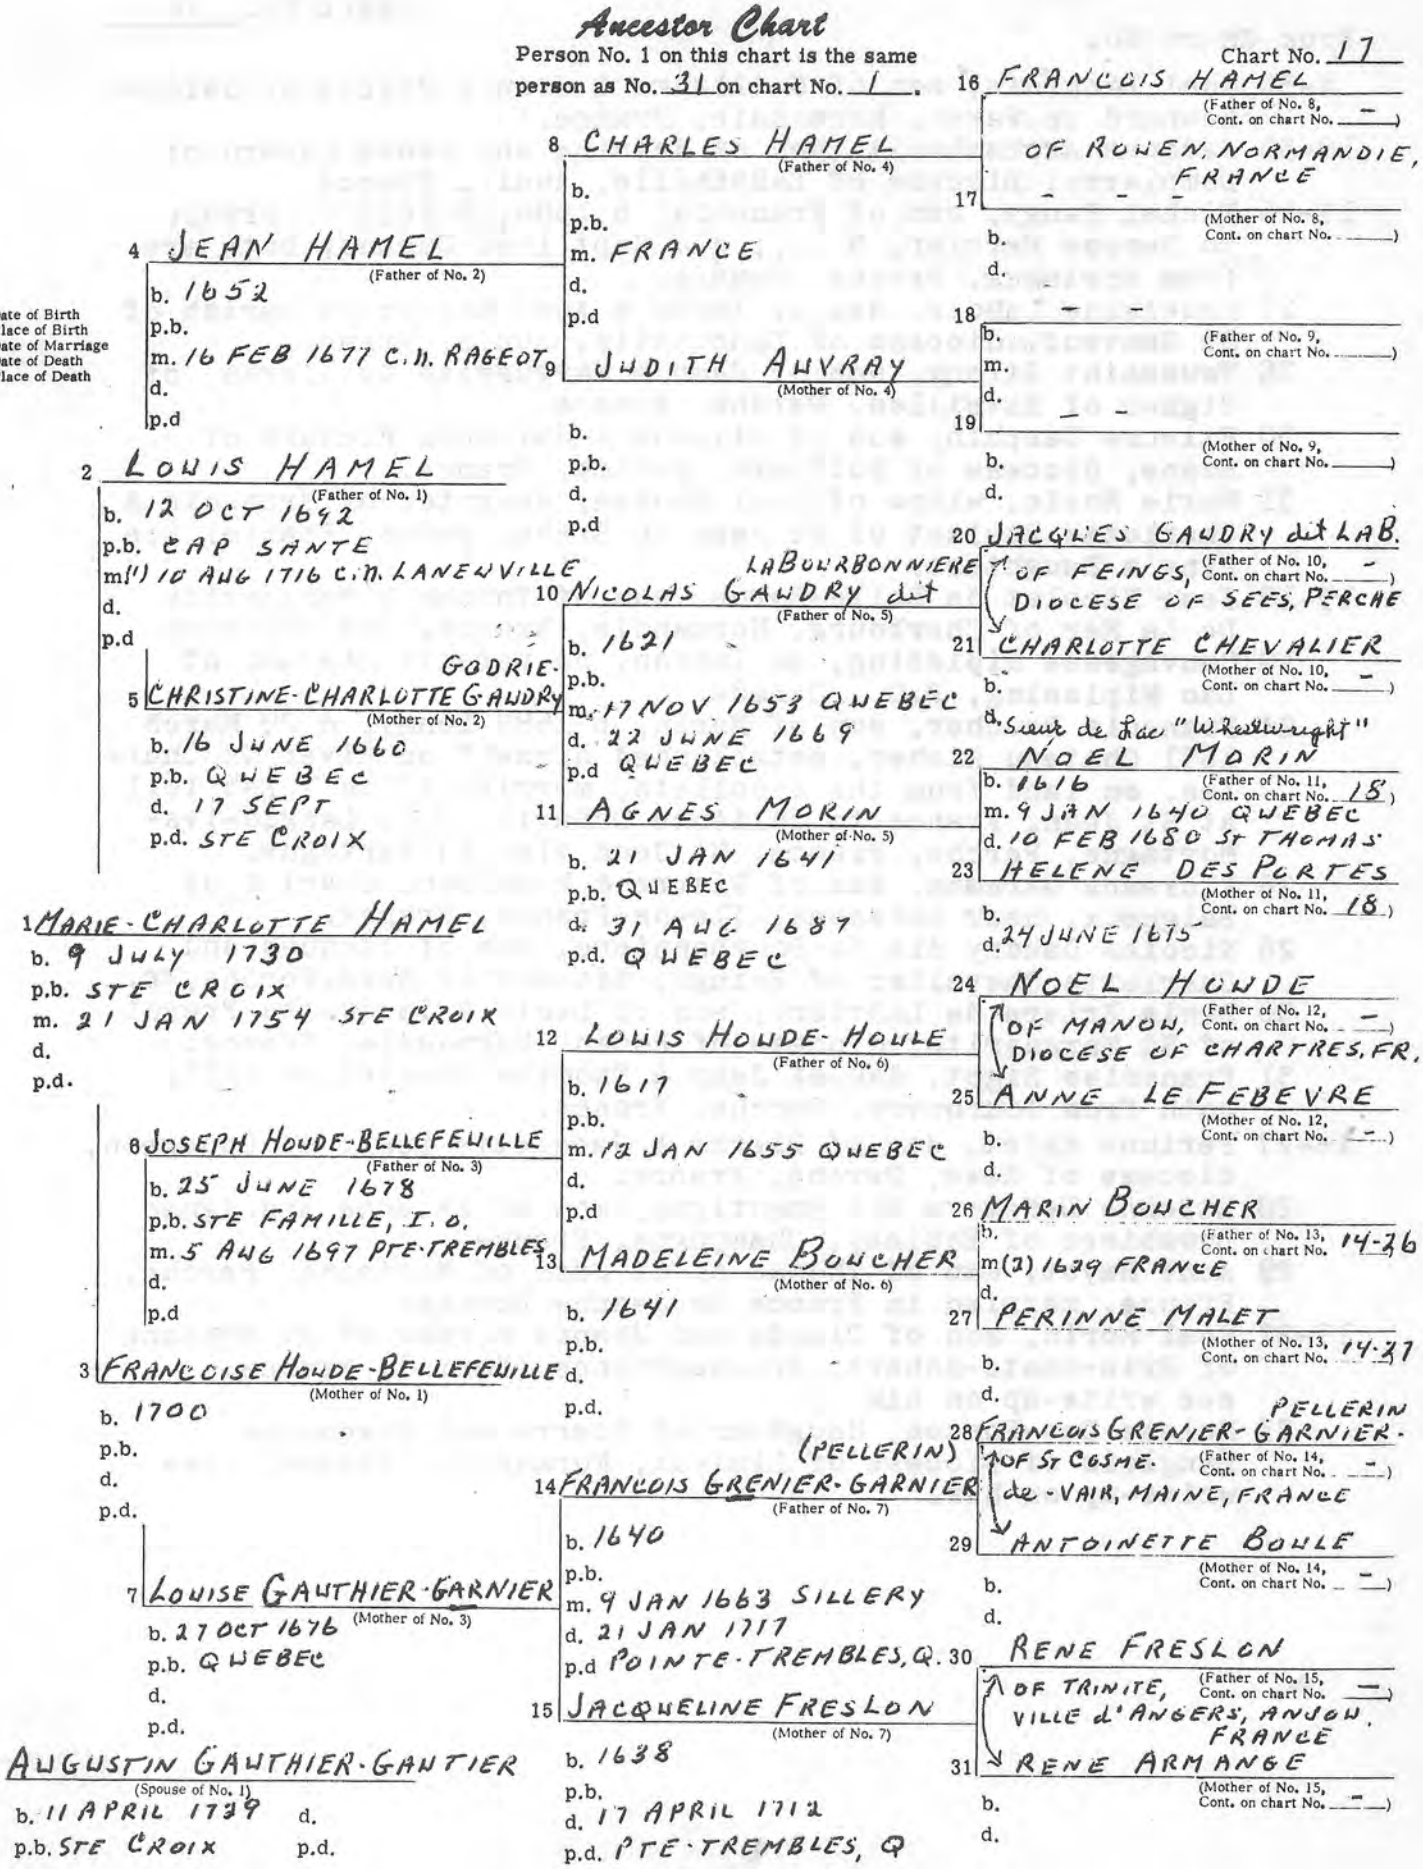 Ancestor Chart
Person No. 1 on this chart is the same
person as No. 31 on chart No. 1.
Chart No. 17
ate of Birth
lace of Birth
ate of Marriage
ate of Death
lace of Death
1 MARIE-CHARLOTTE HAMEL
b. 9 JULY 1730
p.b. STE CROIX
m. 21 JAN 1754 STE CROIX
d.
p.d.
AUGUSTIN GAUTHIER-GAUTIER
(Spouse of No. 1)
b. 11 APRIL 1729 d.
p.b. STE CROIX p.d.
2 LOUIS HAMEL
(Father of No. 1)
b. 12 OCT 1692
p.b. CAP SANTE
m(1) 10 AUG 1716 C.N. LANEUVILLE
d.
p.d
3 FRANCOISE HOUDE-BELLEFEUILLE
(Mother of No. 1)
b. 1700
p.b.
d.
p.d.
4 JEAN HAMEL
(Father of No. 2)
b. 1652
p.b.
m. 16 FEB 1677 C.N. RAGEOT
d.
p.d
GODRIE-
5 CHRISTINE-CHARLOTTE GAUDRY
(Mother of No. 2)
b. 16 JUNE 1660
p.b. QUEBEC
d. 17 SEPT
p.d. STE CROIX
6 JOSEPH HOUDE-BELLEFEUILLE
(Father of No. 3)
b. 25 JUNE 1678
p.b. STE FAMILLE, I.O.
m. 5 AUG 1697 PTE-TREMBLES
d.
p.d
7 LOUISE GAUTHIER-GARNIER
(Mother of No. 3)
b. 27 OCT 1676
p.b. QUEBEC
d.
p.d.
8 CHARLES HAMEL
(Father of No. 4)
b.
p.b.
m. FRANCE
d.
p.d
9 JUDITH AUVRAY
(Mother of No. 4)
b.
p.b.
d.
p.d
LABOURBONNIERE
10 NICOLAS GAUDRY dit
(Father of No. 5)
b. 1621
p.b.
m. 17 NOV 1653 QUEBEC
d. 22 JUNE 1669
p.d QUEBEC
11 AGNES MORIN
(Mother of No. 5)
b. 21 JAN 1641
p.b. QUEBEC
d. 31 AUG 1687
p.d. QUEBEC
12 LOUIS HOUDE-HOULE
(Father of No. 6)
b. 1617
p.b.
m. 12 JAN 1655 QUEBEC
d.
p.d
13 MADELEINE BOUCHER
(Mother of No. 6)
b. 1641
p.b.
d.
p.d.
(PELLERIN)
14 FRANCOIS GRENIER-GARNIER
(Father of No. 7)
b. 1640
p.b.
m. 9 JAN 1663 SILLERY
d. 21 JAN 1717
p.d POINTE-TREMBLES, Q.
15 JACQUELINE FRESLON
(Mother of No. 7)
b. 1638
p.b.
d. 17 APRIL 1712
p.d. PTE-TREMBLES, Q
16 FRANCOIS HAMEL
(Father of No. 8,
Cont. on chart No. -)
OF ROUEN, NORMANDIE,
FRANCE
17 - - -
(Mother of No. 8,
Cont. on chart No. )
b.
d.
18 - - -
b. (Father of No. 9,
Cont. on chart No. )
m.
d.
19 - -
(Mother of No. 9,
Cont. on chart No. )
b.
d.
20 JACQUES GAUDRY dit LAB.
(Father of No. 10,
Cont. on chart No. -)
OF FEINGS,
DIOCESE OF SEES, PERCHE
21 CHARLOTTE CHEVALIER
(Mother of No. 10,
Cont. on chart No. -)
b.
d.
Sieur de Luc "Wheelwright"
22 NOEL MORIN
b. 1616 (Father of No. 11,
Cont. on chart No. 18)
m. 9 JAN 1640 QUEBEC
d. 10 FEB 1680 ST THOMAS
23 HELENE DES PORTES
(Mother of No. 11,
Cont. on chart No. 18)
b.
d. 24 JUNE 1675
24 NOEL HOUDE
(Father of No. 12,
Cont. on chart No. -)
OF MANOU,
DIOCESE OF CHARTRES, FR.
25 ANNE LE FEBEVRE
(Mother of No. 12,
Cont. on chart No. -)
b.
d.
26 MARIN BOUCHER
b. (Father of No. 13,
Cont. on chart No. 14-26
m(2) 1629 FRANCE
d.
27 PERINNE MALET
(Mother of No. 13,
Cont. on chart No. 14-27
b.
d.
PELLERIN
28 FRANCOIS GRENIER-GARNIER-
(Father of No. 14,
Cont. on chart No. -)
OF ST COSME-
de-VAIR, MAINE, FRANCE
29 ANTOINETTE BOULE
(Mother of No. 14,
Cont. on chart No. -)
b.
d.
30 RENE FRESLON
(Father of No. 15,
Cont. on chart No. -)
OF TRINITE,
VILLE d'ANGERS, ANJOU,
FRANCE
31 RENE ARMANGE
(Mother of No. 15,
Cont. on chart No. -)
b.
d.